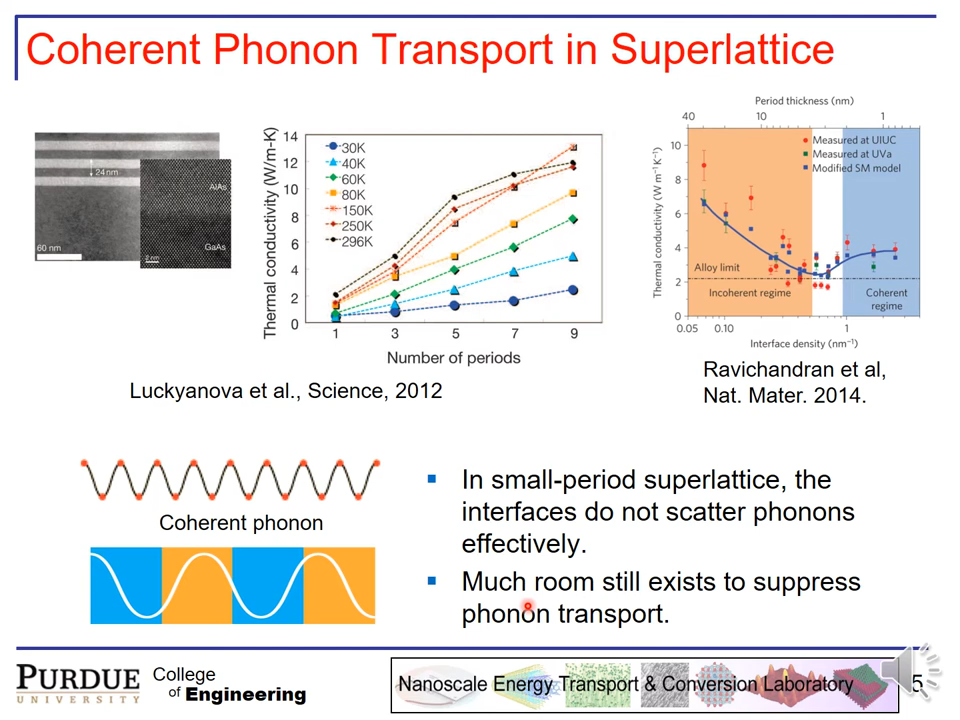 Coherent Phonon Transport in Superlattice
24nm
AlAs
GaAs
60 nm
2 nm
Thermal conductivity (W/m-K)
14
12
10
8
6
4
2
0
30K
40K
60K
80K
150K
250K
296K
1 3 5 7 9
Number of periods
Period thickness (nm)
40 10 1
Thermal conductivity (W m⁻¹ K⁻¹)
10
8
6
4
2
0
Measured at UIUC
Measured at UVa
Modified SM model
Alloy limit
Incoherent regime
Coherent
regime
0.05 0.10 1
Interface density (nm⁻¹)
Luckyanova et al., Science, 2012
Ravichandran et al,
Nat. Mater. 2014.
Coherent phonon
▪ In small-period superlattice, the
interfaces do not scatter phonons
effectively.
▪ Much room still exists to suppress
phonon transport.
PURDUE
UNIVERSITY
College
of Engineering
Nanoscale Energy Transport & Conversion Laboratory
5